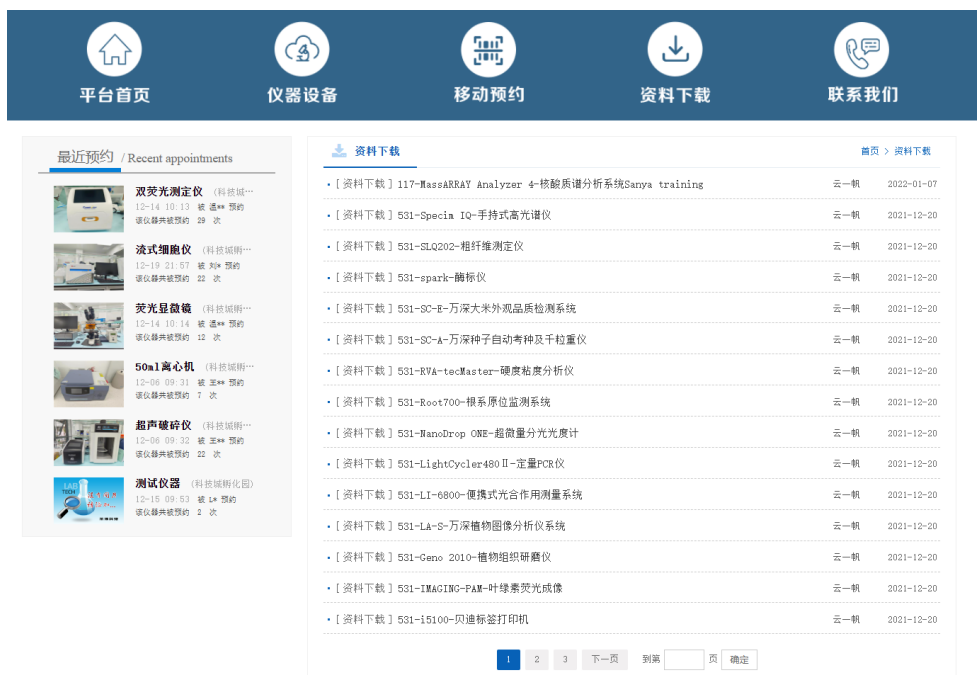 平台首页
仪器设备
移动预约
资料下载
联系我们
最近预约 / Recent appointments
双荧光测定仪 (科技城…
12-14 10:13 被 温** 预约
该仪器共被预约 29 次
流式细胞仪 (科技城孵…
12-19 21:57 被 刘* 预约
该仪器共被预约 22 次
荧光显微镜 (科技城孵…
12-14 10:14 被 温** 预约
该仪器共被预约 12 次
50ml离心机 (科技城孵…
12-06 09:31 被 王** 预约
该仪器共被预约 7 次
超声破碎仪 (科技城孵…
12-06 09:32 被 王** 预约
该仪器共被预约 22 次
LAB
TECH
测试仪器 (科技城孵化园)
12-15 09:53 被 L* 预约
该仪器共被预约 2 次
资料下载
首页 > 资料下载
[资料下载] 117-MassARRAY Analyzer 4-核酸质谱分析系统Sanya training 云一帆 2022-01-07
[资料下载] 531-Specim IQ-手持式高光谱仪 云一帆 2021-12-20
[资料下载] 531-SLQ202-粗纤维测定仪 云一帆 2021-12-20
[资料下载] 531-spark-酶标仪 云一帆 2021-12-20
[资料下载] 531-SC-E-万深大米外观品质检测系统 云一帆 2021-12-20
[资料下载] 531-SC-A-万深种子自动考种及千粒重仪 云一帆 2021-12-20
[资料下载] 531-RVA-tecMaster-硬度粘度分析仪 云一帆 2021-12-20
[资料下载] 531-Root700-根系原位监测系统 云一帆 2021-12-20
[资料下载] 531-NanoDrop ONE-超微量分光光度计 云一帆 2021-12-20
[资料下载] 531-LightCycler480Ⅱ-定量PCR仪 云一帆 2021-12-20
[资料下载] 531-LI-6800-便携式光合作用测量系统 云一帆 2021-12-20
[资料下载] 531-LA-S-万深植物图像分析仪系统 云一帆 2021-12-20
[资料下载] 531-Geno 2010-植物组织研磨仪 云一帆 2021-12-20
[资料下载] 531-IMAGING-PAM-叶绿素荧光成像 云一帆 2021-12-20
[资料下载] 531-i5100-贝迪标签打印机 云一帆 2021-12-20
1 2 3 下一页 到第 页 确定